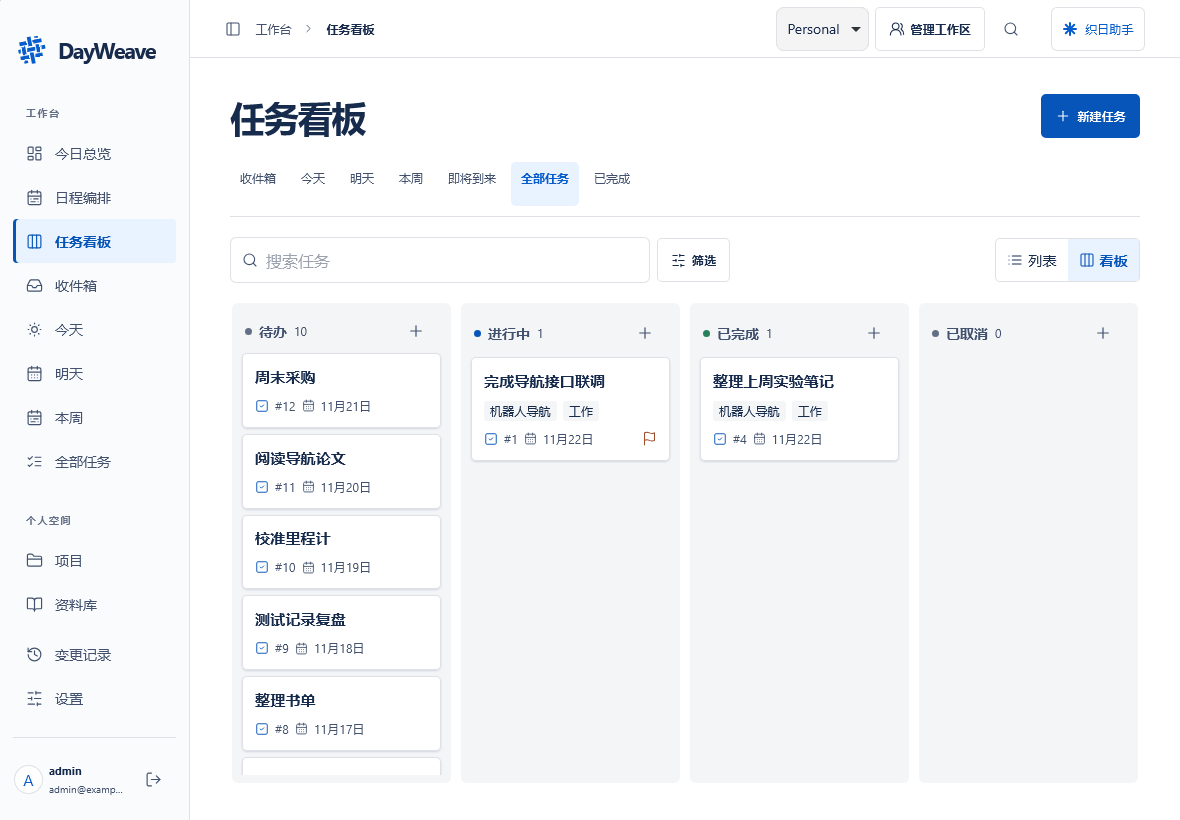 DayWeave
工作台
今日总览
日程编排
任务看板
收件箱
今天
明天
本周
全部任务
个人空间
项目
资料库
变更记录
设置
A
admin
admin@examp...
工作台
任务看板
Personal
管理工作区
织日助手
任务看板
新建任务
收件箱
今天
明天
本周
即将到来
全部任务
已完成
搜索任务
筛选
列表
看板
待办 10
周末采购
#12 11月21日
阅读导航论文
#11 11月20日
校准里程计
#10 11月19日
测试记录复盘
#9 11月18日
整理书单
#8 11月17日
进行中 1
完成导航接口联调
机器人导航 工作
#1 11月22日
已完成 1
整理上周实验笔记
机器人导航 工作
#4 11月22日
已取消 0